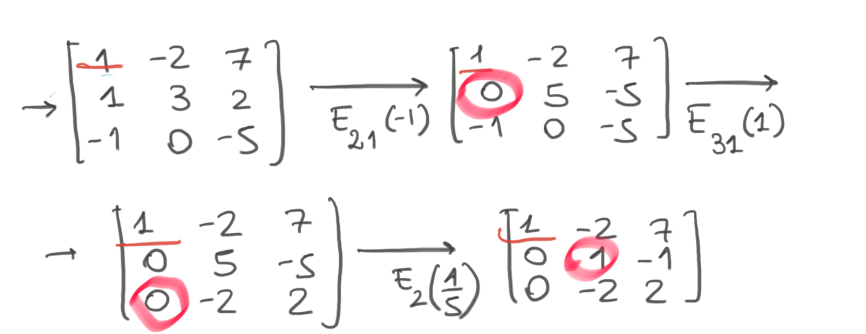 → [ 1 -2 7 ] [ 1 -2 7 ]
[ 1 3 2 ] → E₂₁(-1) [ 0 5 -5 ] → E₃₁(1)
[ -1 0 -5 ] [ -1 0 -5 ]
→ [ 1 -2 7 ] [ 1 -2 7 ]
[ 0 5 -5 ] → E₂(1/5) [ 0 1 -1 ]
[ 0 -2 2 ] [ 0 -2 2 ]